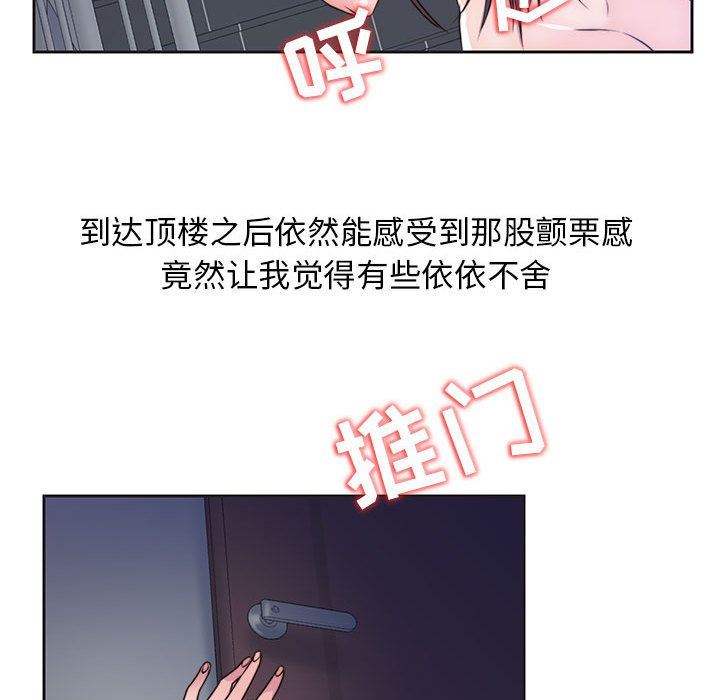 呼
到达顶楼之后依然能感受到那股颤栗感
竟然让我觉得有些依依不舍
推门